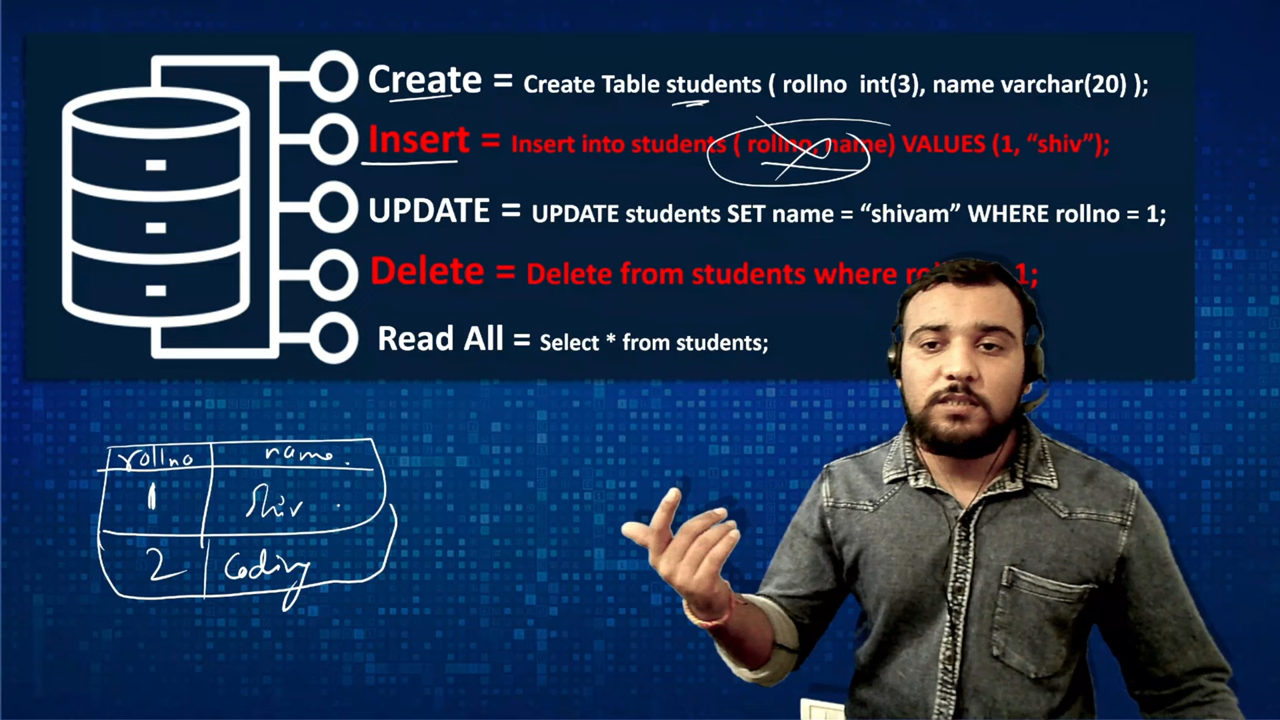 Create = Create Table students ( rollno int(3), name varchar(20) );
Insert = Insert into students ( rollno, name) VALUES (1, “shiv”);
UPDATE = UPDATE students SET name = “shivam” WHERE rollno = 1;
Delete = Delete from students where ro 1;
Read All = Select * from students;
rollno name
1 shiv
2 Coding